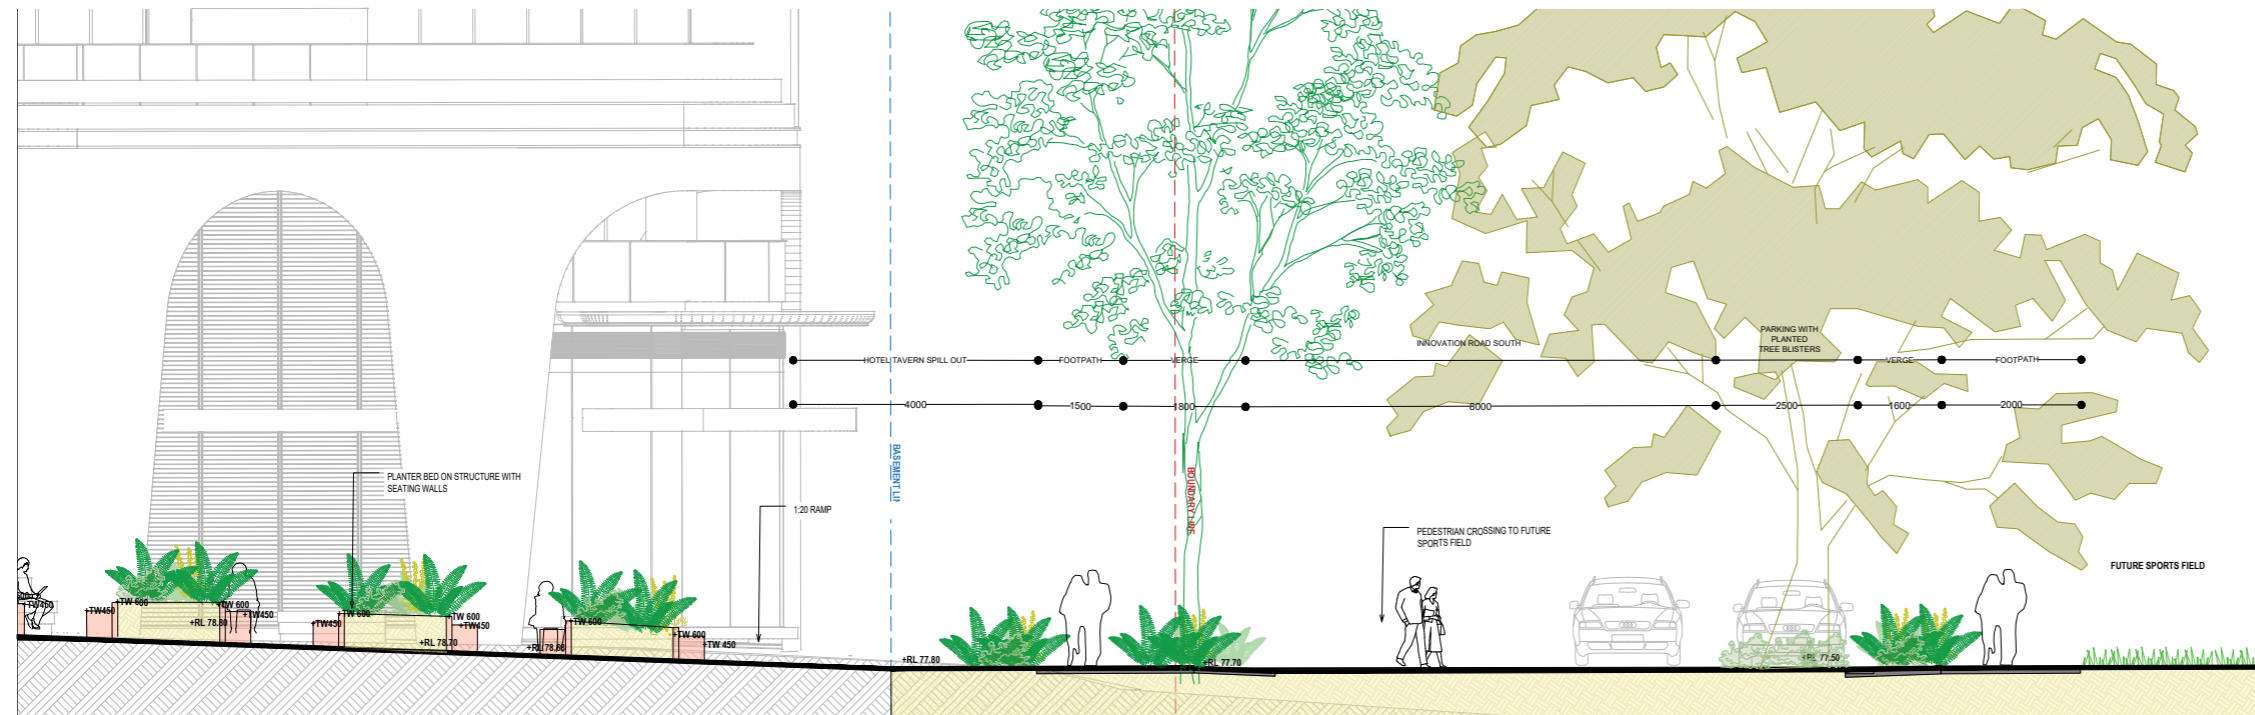 PARKING WITH
PLANTED
TREE BLISTERS
INNOVATION ROAD SOUTH
HOTEL TAVERN SPILL OUT
FOOTPATH
VERGE
VERGE
FOOTPATH
4000
1500
1800
6000
2500
1600
2000
BASEMENT LI
BOUNDARY LINE
PLANTER BED ON STRUCTURE WITH
SEATING WALLS
1:20 RAMP
PEDESTRIAN CROSSING TO FUTURE
SPORTS FIELD
FUTURE SPORTS FIELD
+TW450
+TW450
+TW 600
+TW 600
+TW450
+RL 78.80
+TW450
+TW 600
+TW 600
+TW450
+RL 78.70
+TW 600
+TW 600
+TW 450
+RL 77.80
+RL 77.70
+RL 77.50